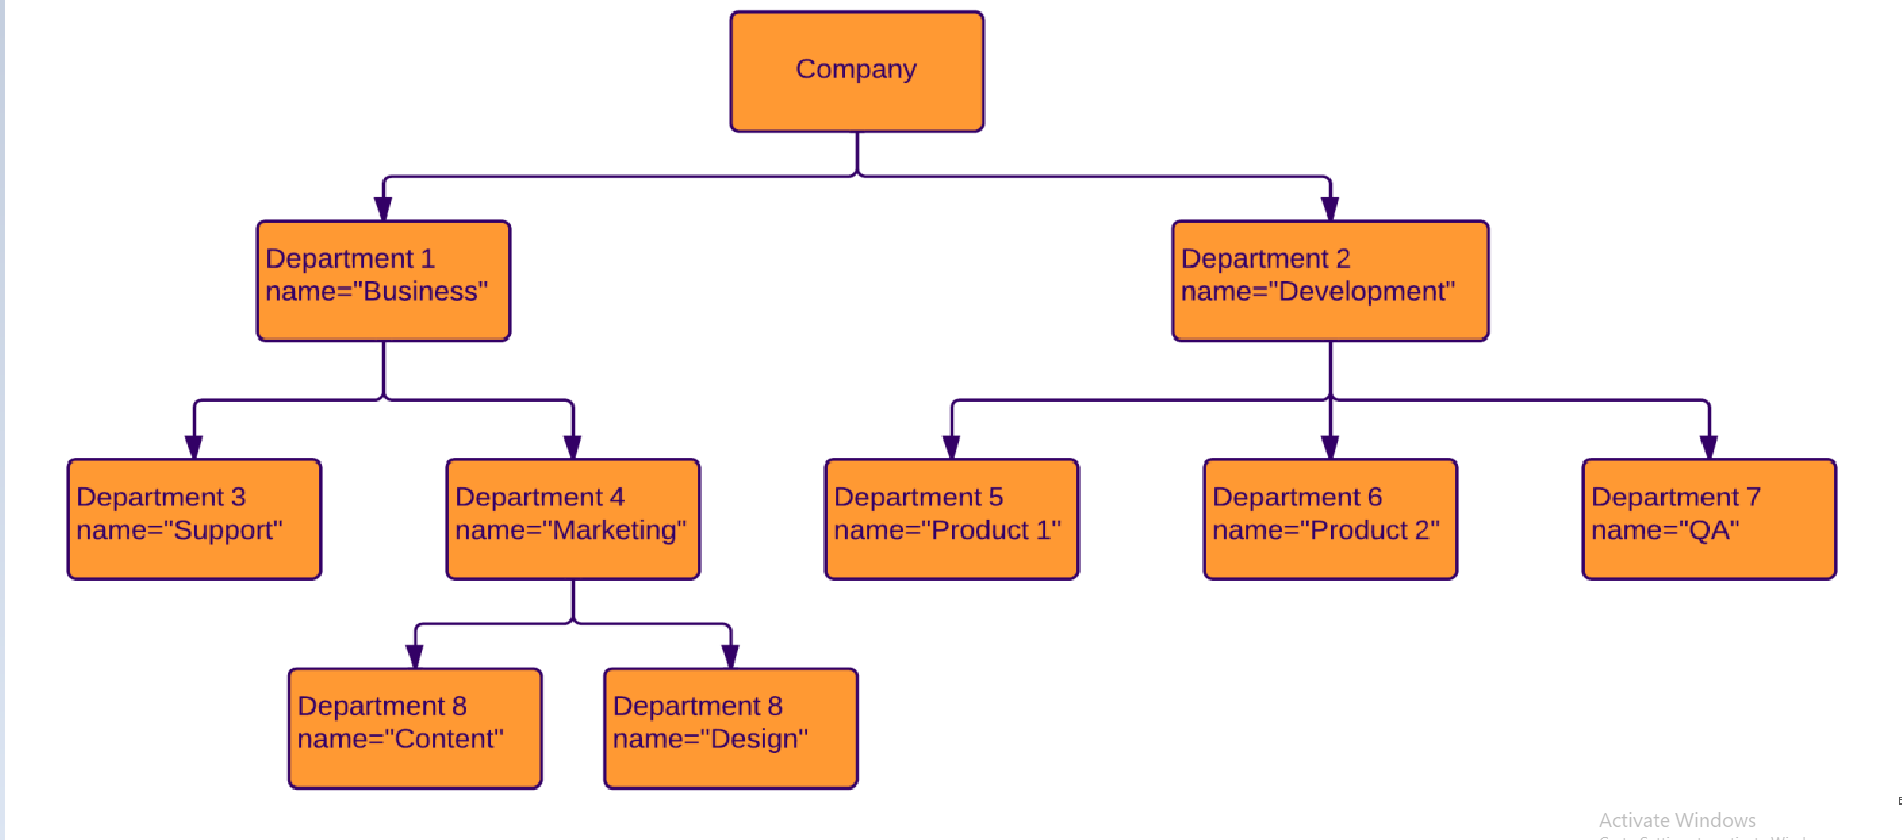 Company
Department 1
name="Business"
Department 2
name="Development"
Department 3
name="Support"
Department 4
name="Marketing"
Department 5
name="Product 1"
Department 6
name="Product 2"
Department 7
name="QA"
Department 8
name="Content"
Department 8
name="Design"
Activate Windows